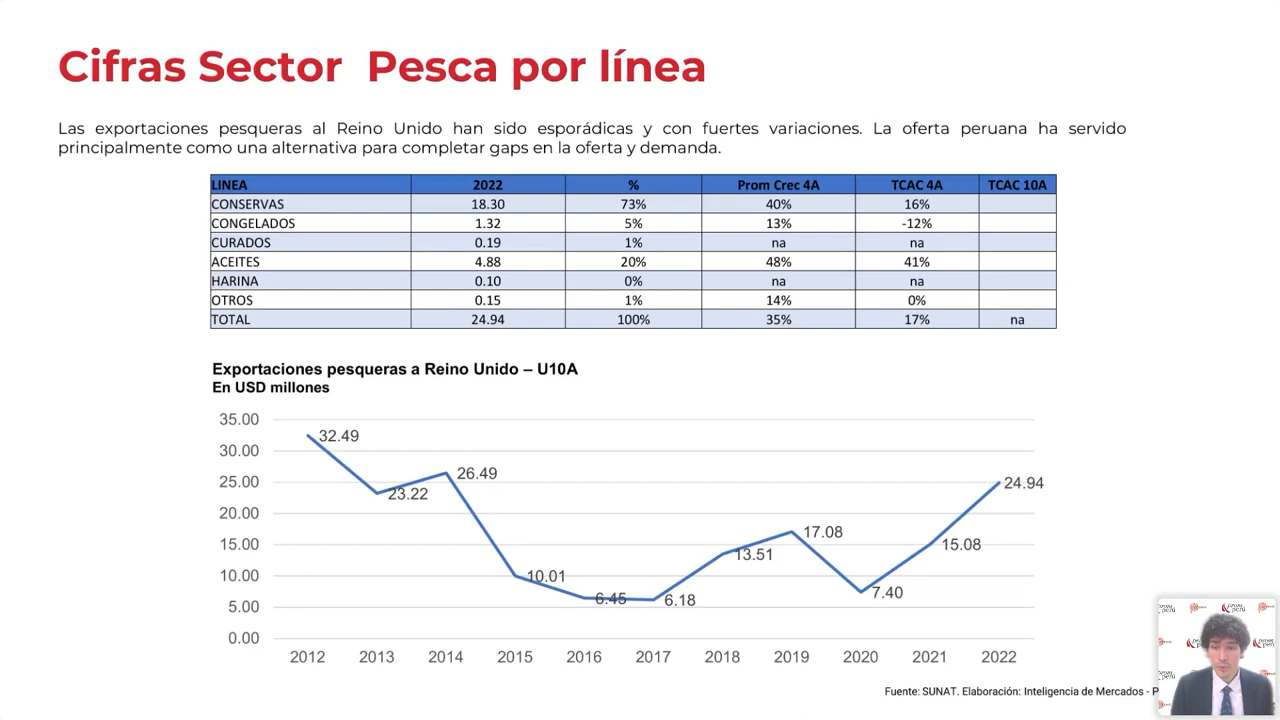 Cifras Sector Pesca por línea
Las exportaciones pesqueras al Reino Unido han sido esporádicas y con fuertes variaciones. La oferta peruana ha servido
principalmente como una alternativa para completar gaps en la oferta y demanda.
LINEA 2022 % Prom Crec 4A TCAC 4A TCAC 10A
CONSERVAS 18.30 73% 40% 16%
CONGELADOS 1.32 5% 13% -12%
CURADOS 0.19 1% na na
ACEITES 4.88 20% 48% 41%
HARINA 0.10 0% na na
OTROS 0.15 1% 14% 0%
TOTAL 24.94 100% 35% 17% na
Exportaciones pesqueras a Reino Unido – U10A
En USD millones
35.00
30.00
25.00
20.00
15.00
10.00
5.00
0.00
32.49
23.22
26.49
10.01
6.45
6.18
13.51
17.08
7.40
15.08
24.94
2012 2013 2014 2015 2016 2017 2018 2019 2020 2021 2022
Fuente: SUNAT. Elaboración: Inteligencia de Mercados - P